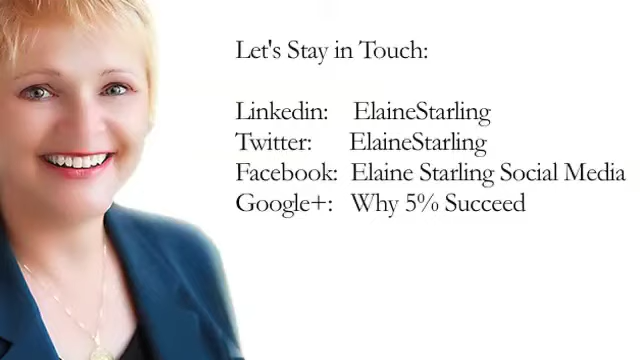 Let's Stay in Touch:
Linkedin: ElaineStarling
Twitter: ElaineStarling
Facebook: Elaine Starling Social Media
Google+: Why 5% Succeed